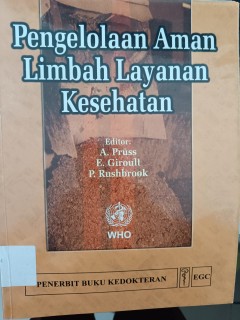 Pengelolaan Aman
Limbah Layanan
Kesehatan
Editor:
A. Prüss
E. Giroult
P. Rushbrook
WHO
PENERBIT BUKU KEDOKTERAN EGC